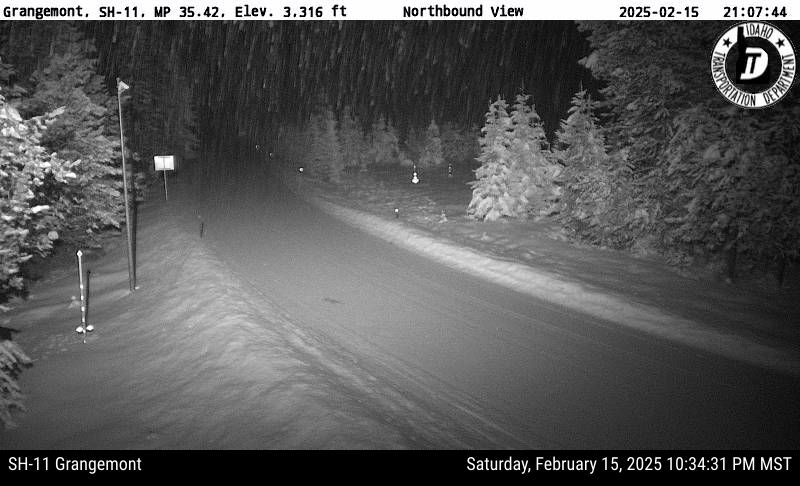 Grangemont, SH-11, MP 35.42, Elev. 3,316 ft Northbound View 2025-02-15 21:07:44
IDAHO
TRANSPORTATION DEPARTMENT
SH-11 Grangemont Saturday, February 15, 2025 10:34:31 PM MST